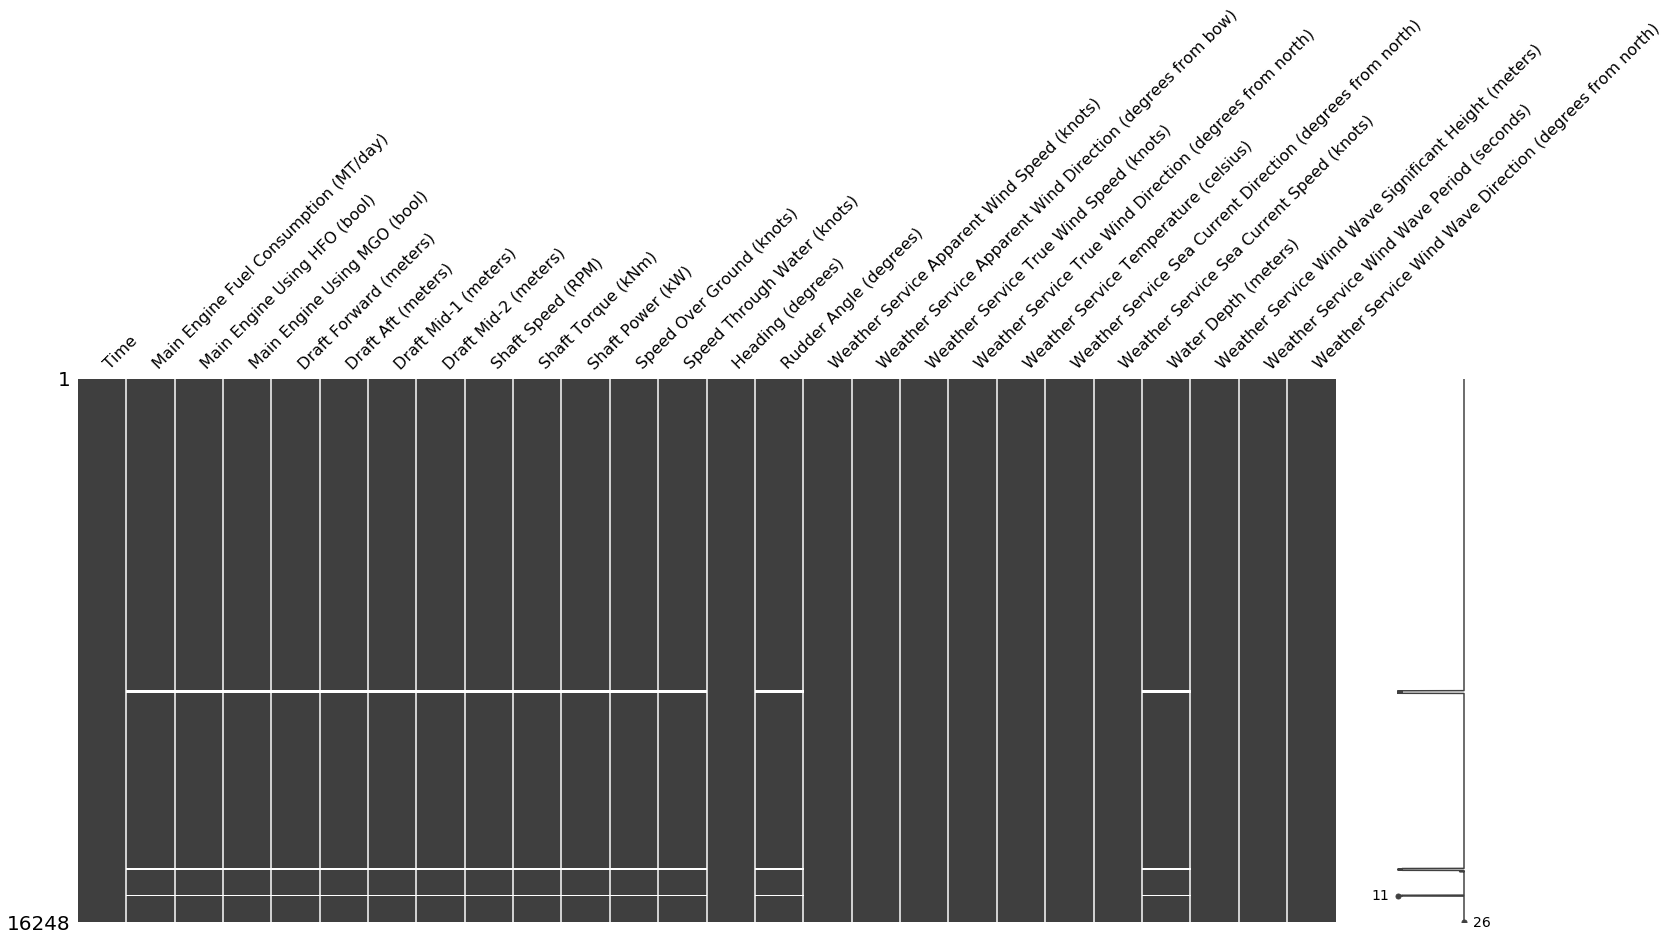 Time
Main Engine Fuel Consumption (MT/day)
Main Engine Using HFO (bool)
Main Engine Using MGO (bool)
Draft Forward (meters)
Draft Aft (meters)
Draft Mid-1 (meters)
Draft Mid-2 (meters)
Shaft Speed (RPM)
Shaft Torque (kNm)
Shaft Power (kW)
Speed Over Ground (knots)
Speed Through Water (knots)
Heading (degrees)
Rudder Angle (degrees)
Weather Service Apparent Wind Speed (knots)
Weather Service Apparent Wind Direction (degrees from bow)
Weather Service True Wind Speed (knots)
Weather Service True Wind Direction (degrees from north)
Weather Service Temperature (celsius)
Weather Service Sea Current Direction (degrees from north)
Weather Service Sea Current Speed (knots)
Water Depth (meters)
Weather Service Wind Wave Significant Height (meters)
Weather Service Wind Wave Period (seconds)
Weather Service Wind Wave Direction (degrees from north)
1
11
16248
26